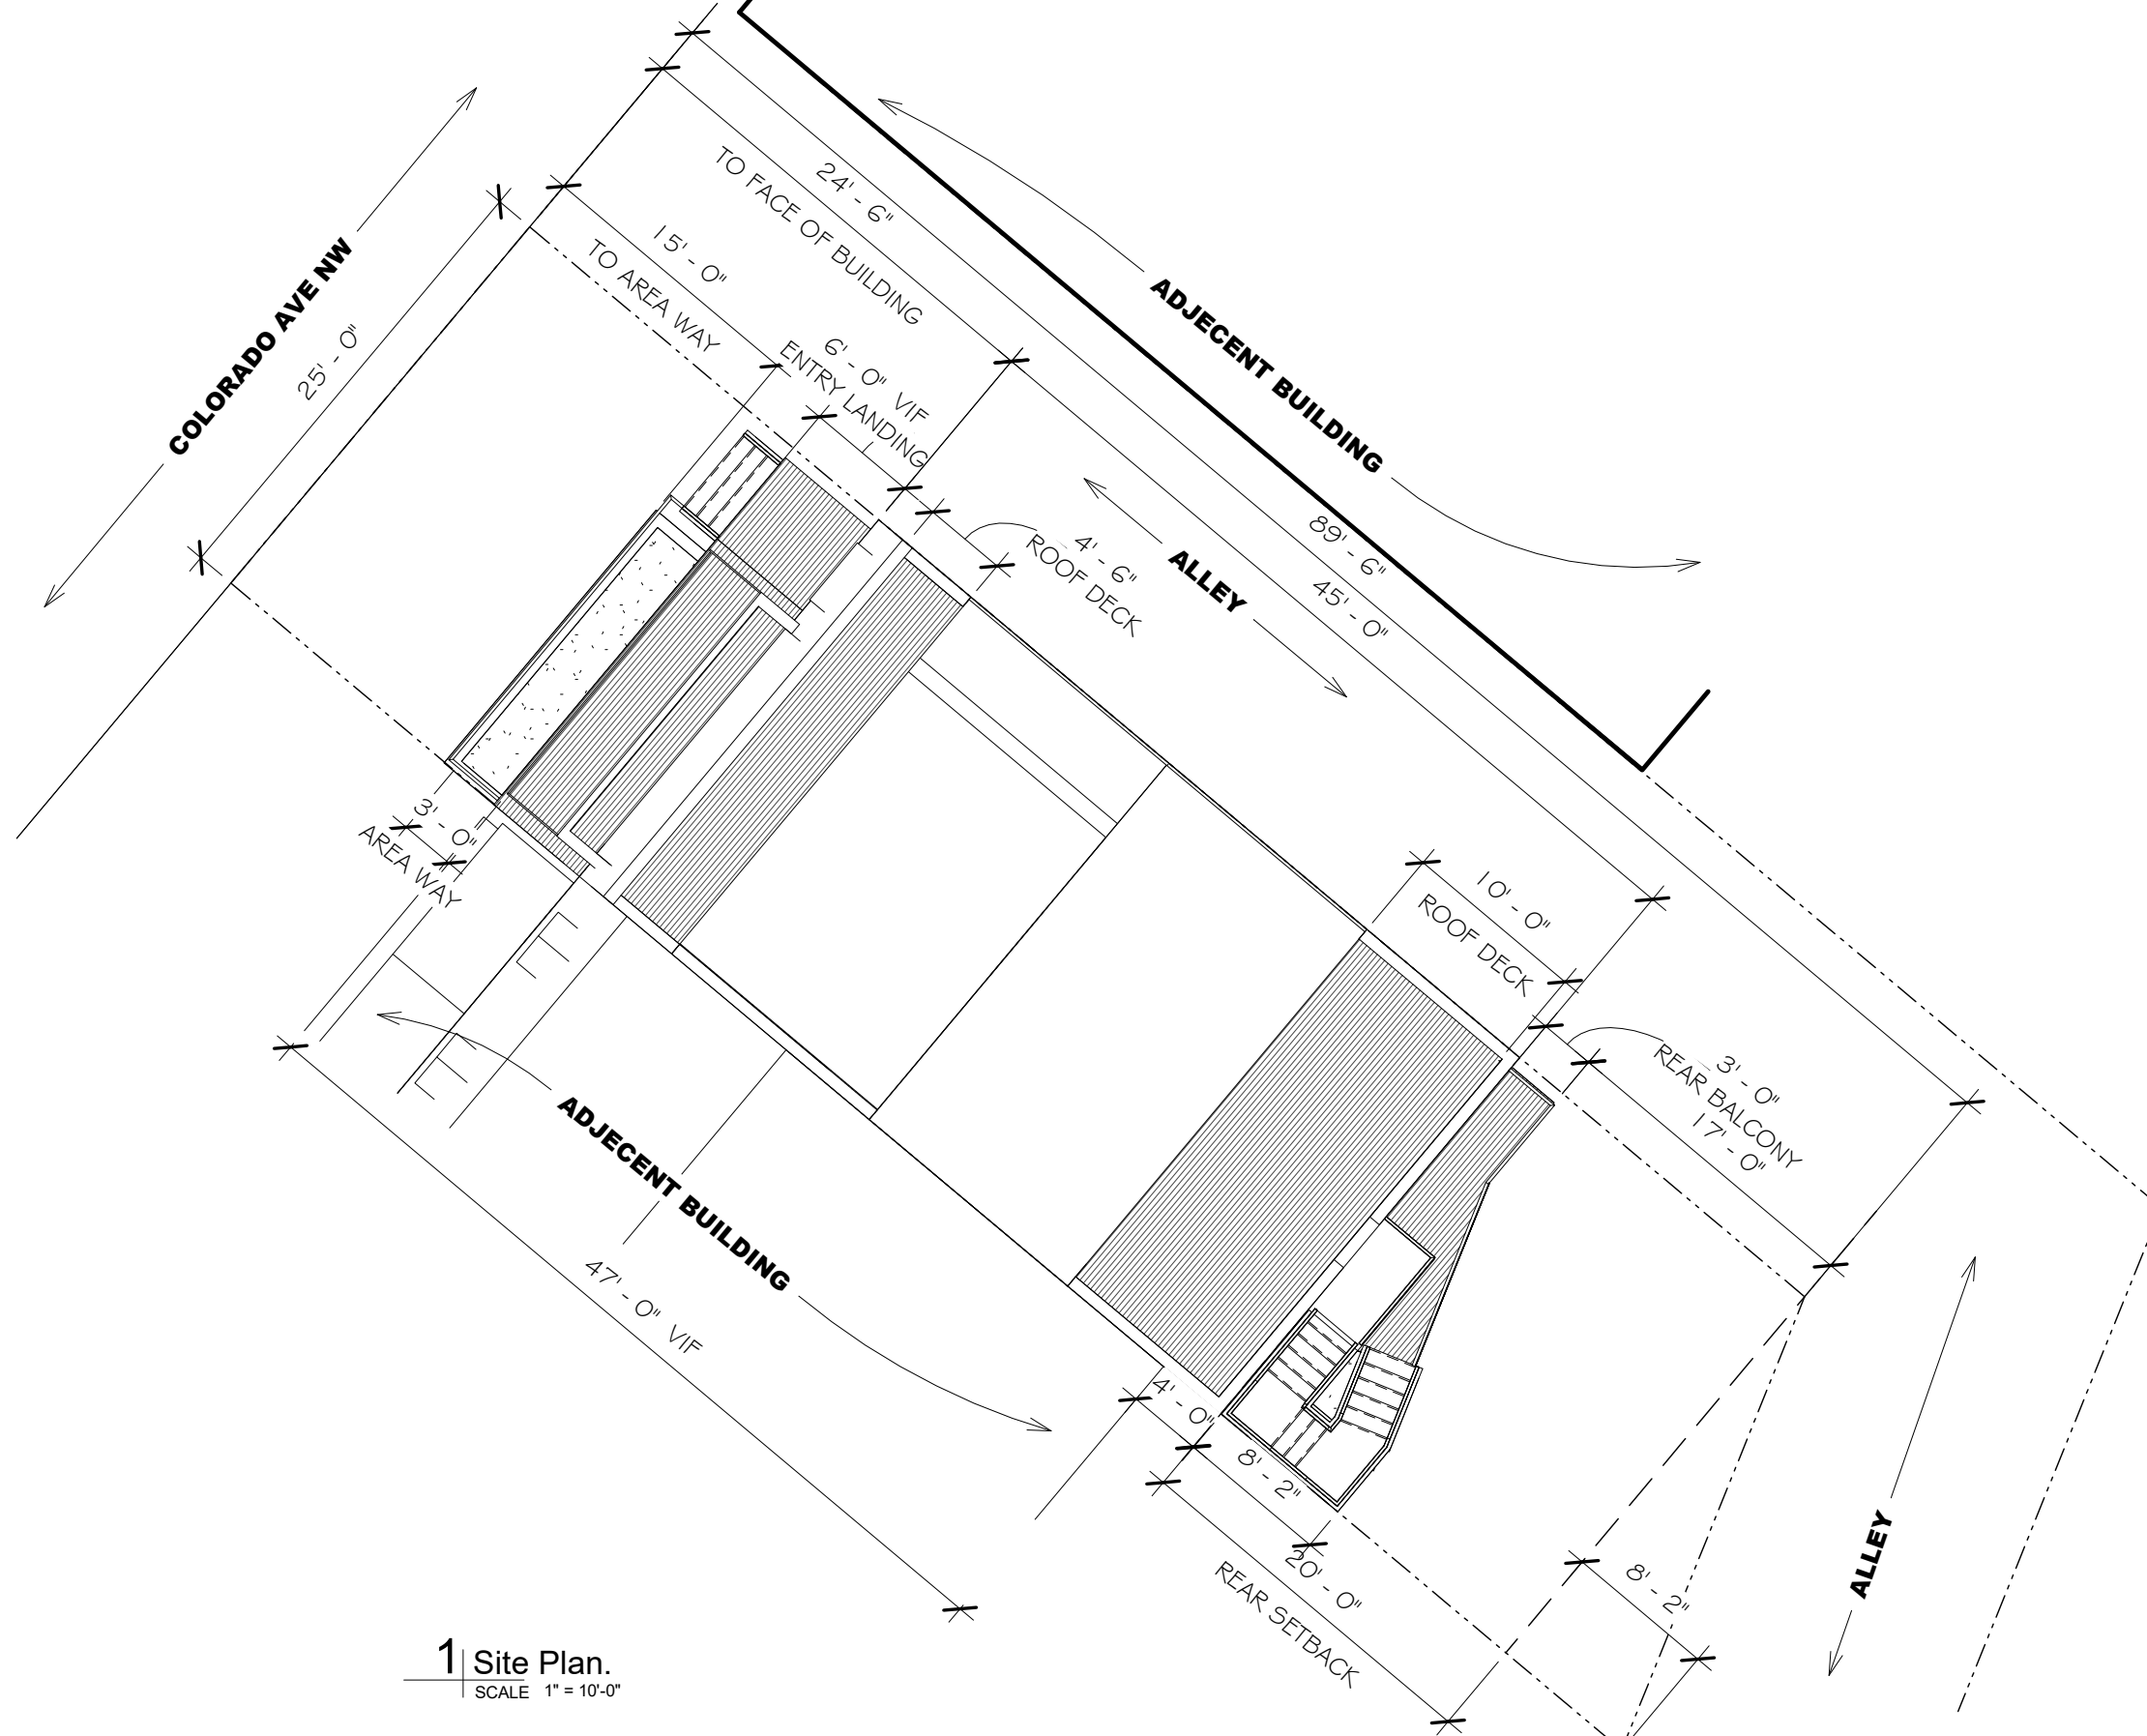 COLORADO AVE NW
25' - 0"
24' - 6"
TO FACE OF BUILDING
15' - 0"
TO AREA WAY
6' - 0" VIF
ENTRY LANDING
ADJECENT BUILDING
89' - 6"
45' - 0"
ALLEY
4' - 6"
ROOF DECK
3' - 0"
AREA WAY
10' - 0"
ROOF DECK
3' - 0"
REAR BALCONY
17' - 0"
ADJECENT BUILDING
47' - 0" VIF
4' - 0"
8' - 2"
20' - 0"
REAR SETBACK
8' - 2"
ALLEY
1 Site Plan.
SCALE 1" = 10'-0"